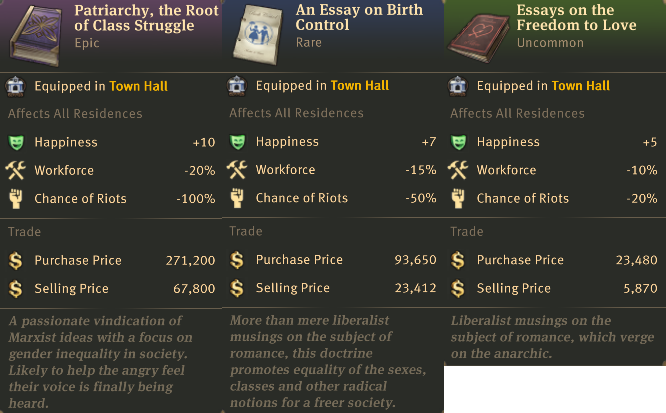 Patriarchy, the Root
of Class Struggle
Epic
Equipped in Town Hall
Affects All Residences
Happiness +10
Workforce -20%
Chance of Riots -100%
Trade
Purchase Price 271,200
Selling Price 67,800
A passionate vindication of
Marxist ideas with a focus on
gender inequality in society.
Likely to help the angry feel
their voice is finally being
heard.
An Essay on Birth
Control
Rare
Equipped in Town Hall
Affects All Residences
Happiness +7
Workforce -15%
Chance of Riots -50%
Trade
Purchase Price 93,650
Selling Price 23,412
More than mere liberalist
musings on the subject of
romance, this doctrine
promotes equality of the sexes,
classes and other radical
notions for a freer society.
Essays on the
Freedom to Love
Uncommon
Equipped in Town Hall
Affects All Residences
Happiness +5
Workforce -10%
Chance of Riots -20%
Trade
Purchase Price 23,480
Selling Price 5,870
Liberalist musings on the
subject of romance, which verge
on the anarchic.